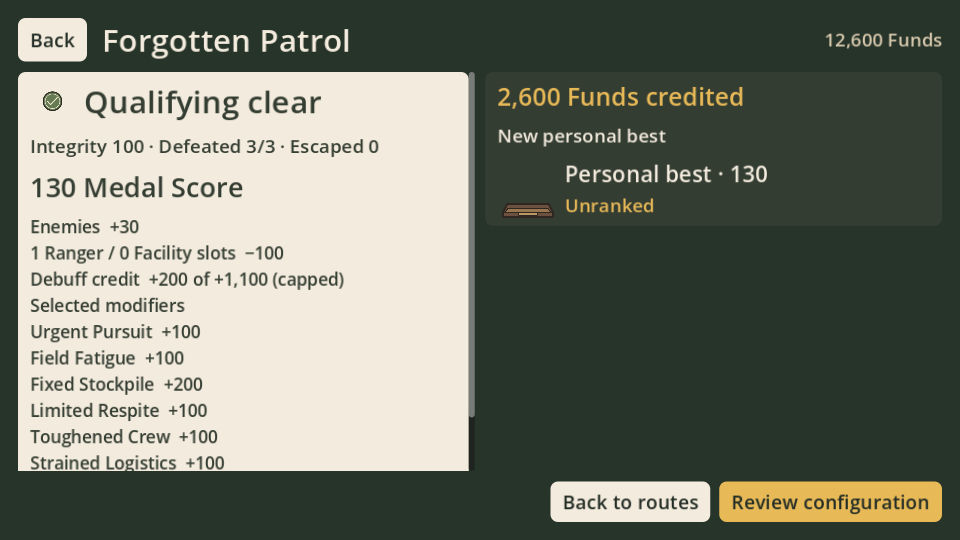 Back
Forgotten Patrol
12,600 Funds
Qualifying clear
Integrity 100 · Defeated 3/3 · Escaped 0
130 Medal Score
Enemies +30
1 Ranger / 0 Facility slots −100
Debuff credit +200 of +1,100 (capped)
Selected modifiers
Urgent Pursuit +100
Field Fatigue +100
Fixed Stockpile +200
Limited Respite +100
Toughened Crew +100
Strained Logistics +100
2,600 Funds credited
New personal best
Personal best · 130
Unranked
Back to routes
Review configuration